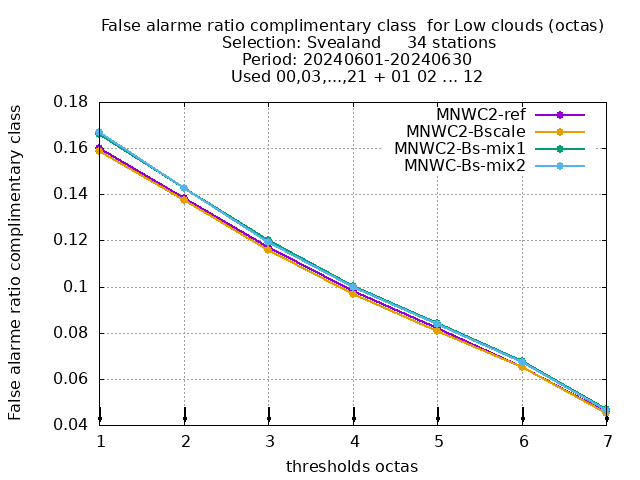 False alarme ratio complimentary class  for Low clouds (octas)
Selection: Svealand     34 stations
Period: 20240601-20240630
Used 00,03,...,21 + 01 02 ... 12
False alarme ratio complimentary class
0.18
0.16
0.14
0.12
0.1
0.08
0.06
0.04
MNWC2-ref
MNWC2-Bscale
MNWC2-Bs-mix1
MNWC-Bs-mix2
1 2 3 4 5 6 7
thresholds octas